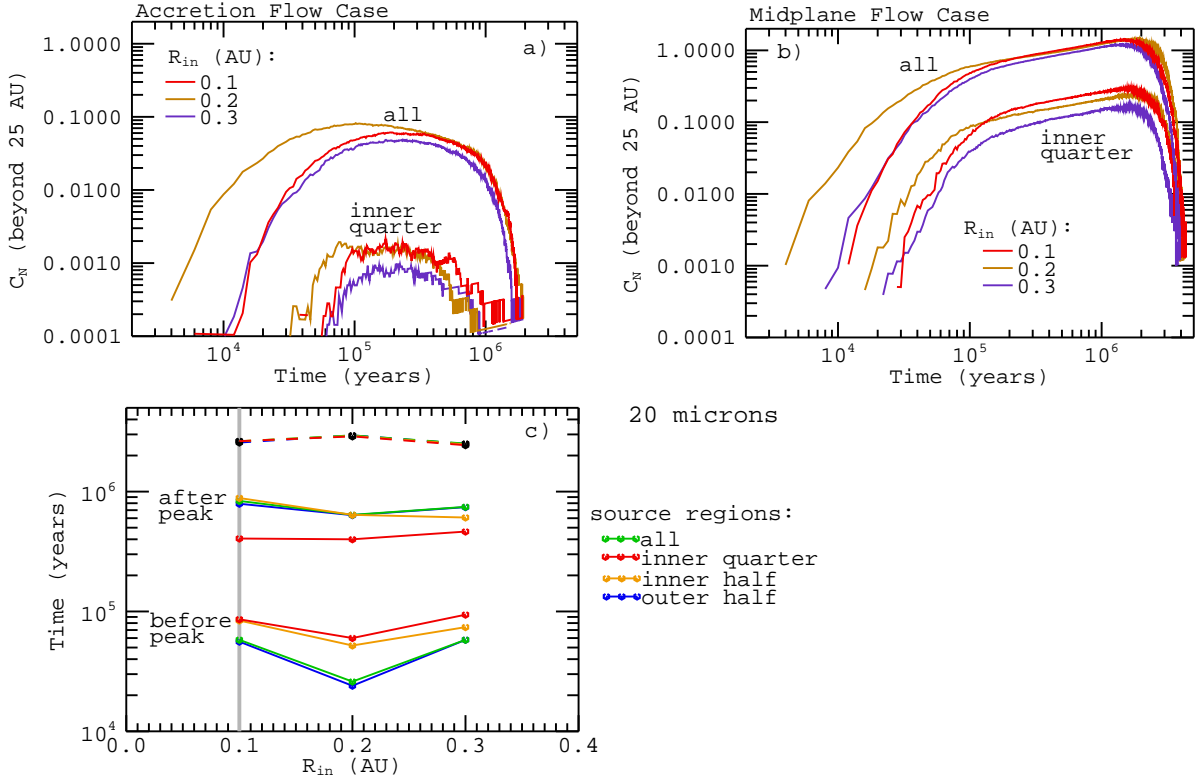 Accretion Flow Case
a)
R_in (AU):
0.1
0.2
0.3
all
inner
quarter
1.0000
0.1000
0.0100
0.0010
0.0001
C_N (beyond 25 AU)
10^4
10^5
10^6
Time (years)
Midplane Flow Case
b)
all
inner
quarter
R_in (AU):
0.1
0.2
0.3
1.0000
0.1000
0.0100
0.0010
0.0001
C_N (beyond 25 AU)
10^4
10^5
10^6
Time (years)
c)
after
peak
before
peak
10^6
10^5
10^4
Time (years)
0.0
0.1
0.2
0.3
0.4
R_in (AU)
20 microns
source regions:
all
inner quarter
inner half
outer half